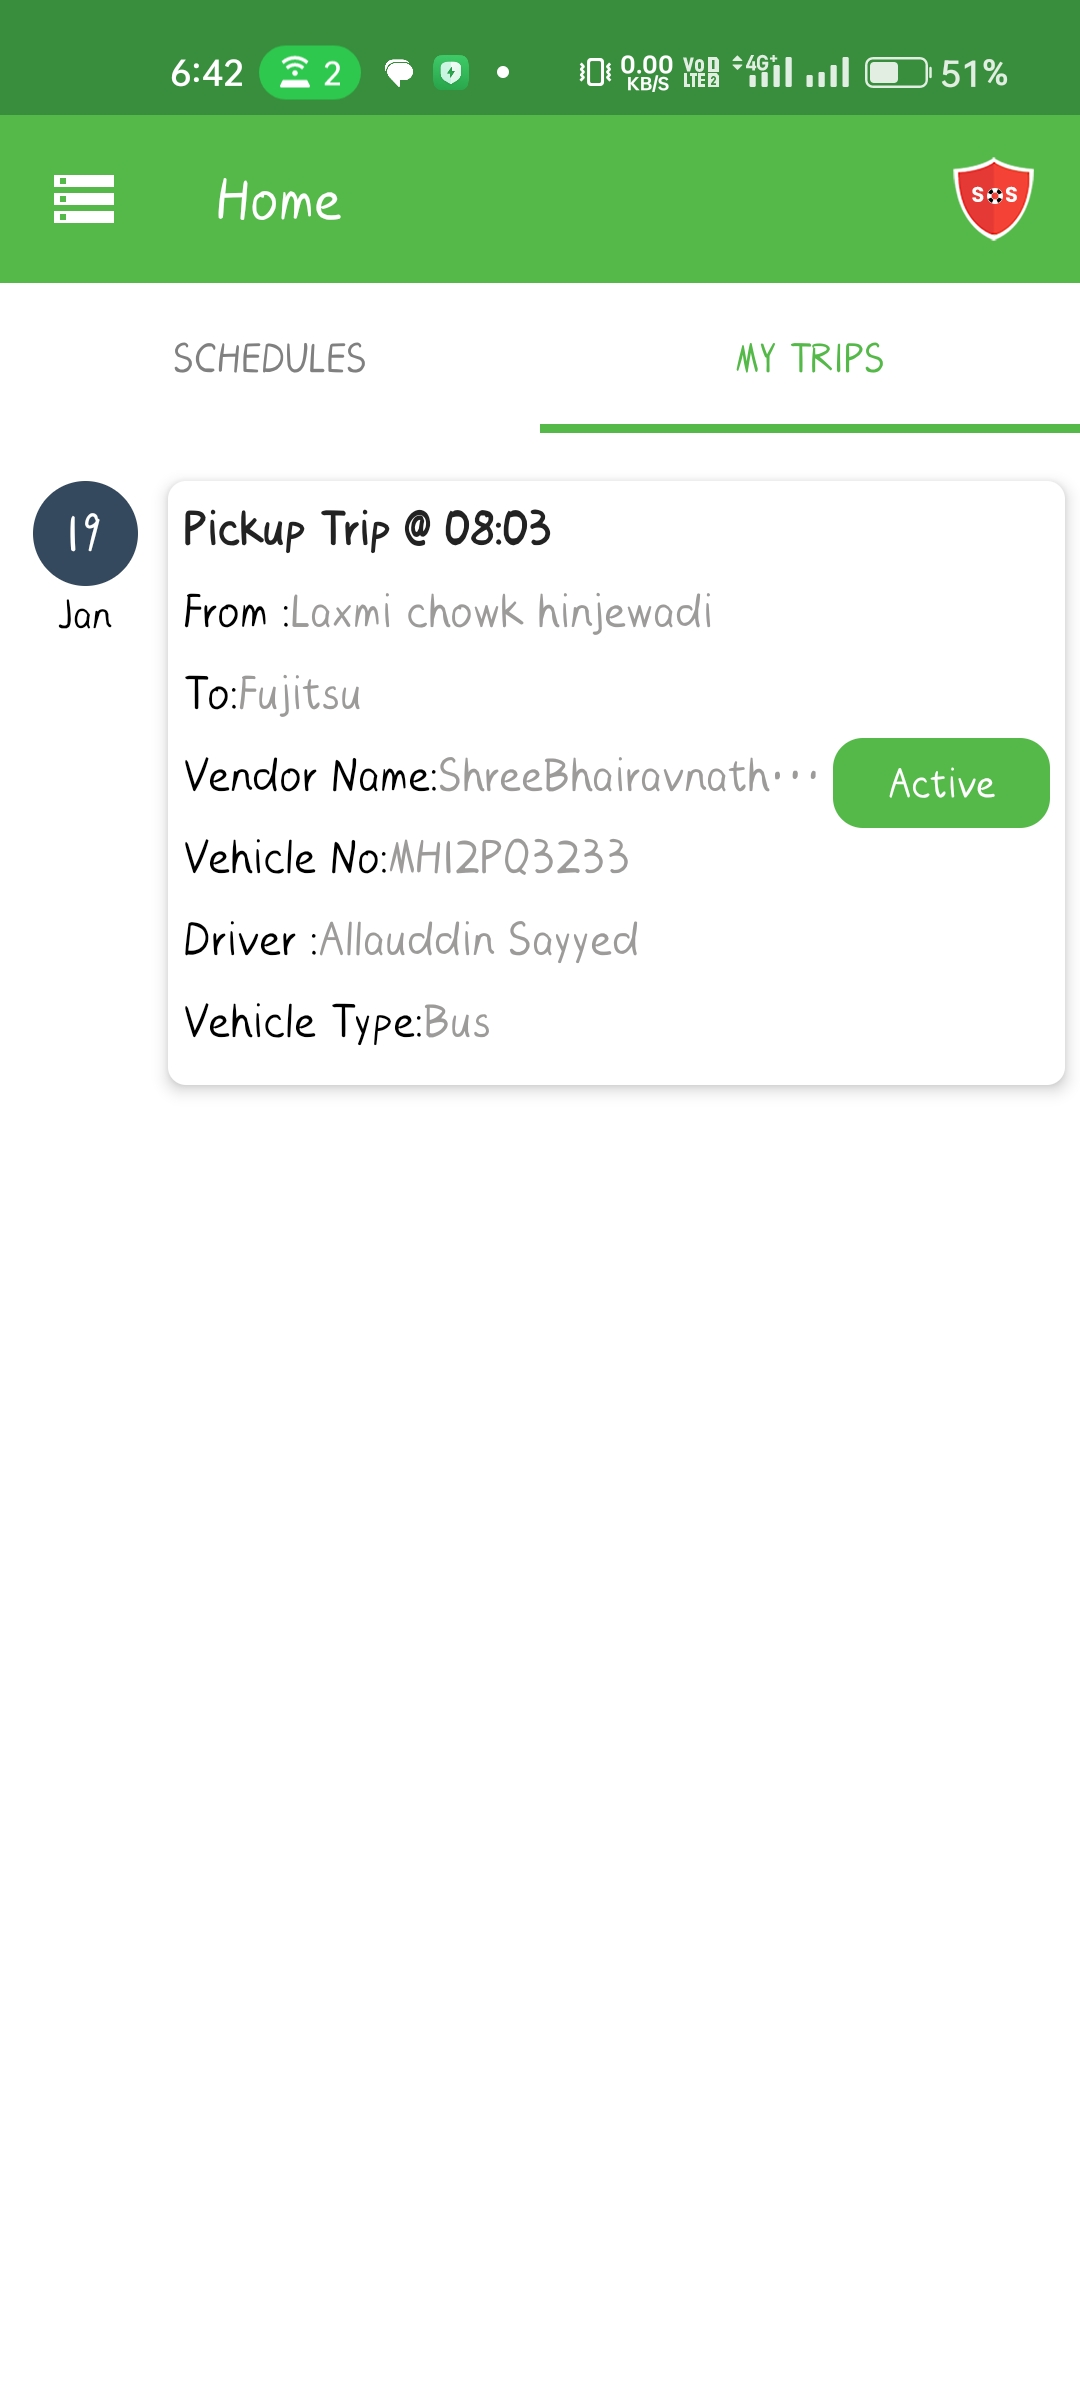 6:42 2 0.00 KB/S VoLTE 1 2 4G+ 51%
Home SOS
SCHEDULES MY TRIPS
19
Jan
Pickup Trip @ 08:03
From :Laxmi chowk hinjewadi
To:Fujitsu
Vendor Name:ShreeBhairavnath... Active
Vehicle No:MH12PQ3233
Driver :Allauddin Sayyed
Vehicle Type:Bus